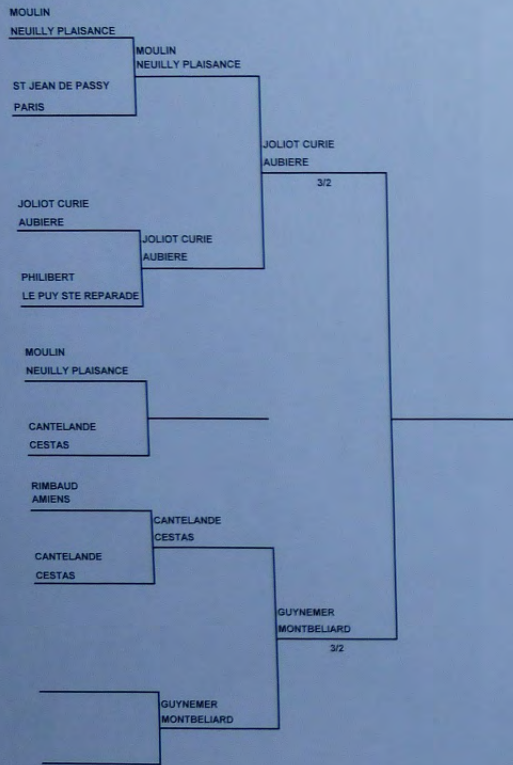 MOULIN
NEUILLY PLAISANCE
MOULIN
NEUILLY PLAISANCE
ST JEAN DE PASSY
PARIS
JOLIOT CURIE
AUBIERE
3/2
JOLIOT CURIE
AUBIERE
JOLIOT CURIE
AUBIERE
PHILIBERT
LE PUY STE REPARADE
MOULIN
NEUILLY PLAISANCE
CANTELANDE
CESTAS
RIMBAUD
AMIENS
CANTELANDE
CESTAS
CANTELANDE
CESTAS
GUYNEMER
MONTBELIARD
3/2
GUYNEMER
MONTBELIARD